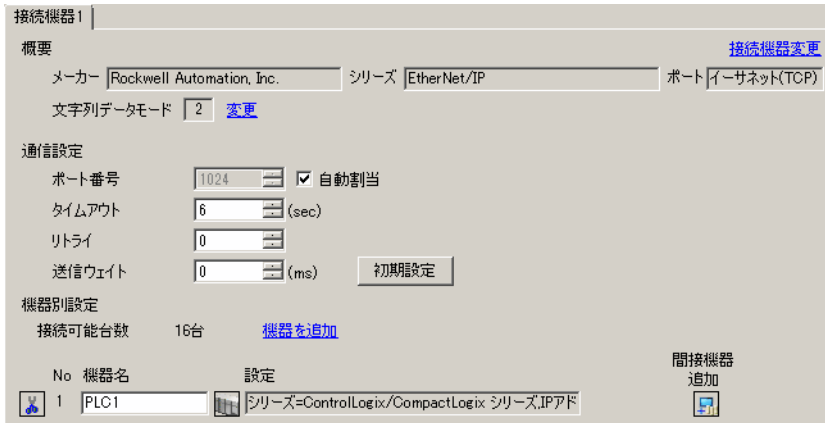 接続機器1
概要 接続機器変更
メーカー Rockwell Automation, Inc. シリーズ EtherNet/IP ポート イーサネット(TCP)
文字列データモード 2 変更
通信設定
ポート番号 1024 自動割当
タイムアウト 6 (sec)
リトライ 0
送信ウェイト 0 (ms) 初期設定
機器別設定
接続可能台数 16台 機器を追加
間接機器
No 機器名 設定 追加
1 PLC1 シリーズ=ControlLogix/CompactLogix シリーズ,IPアド